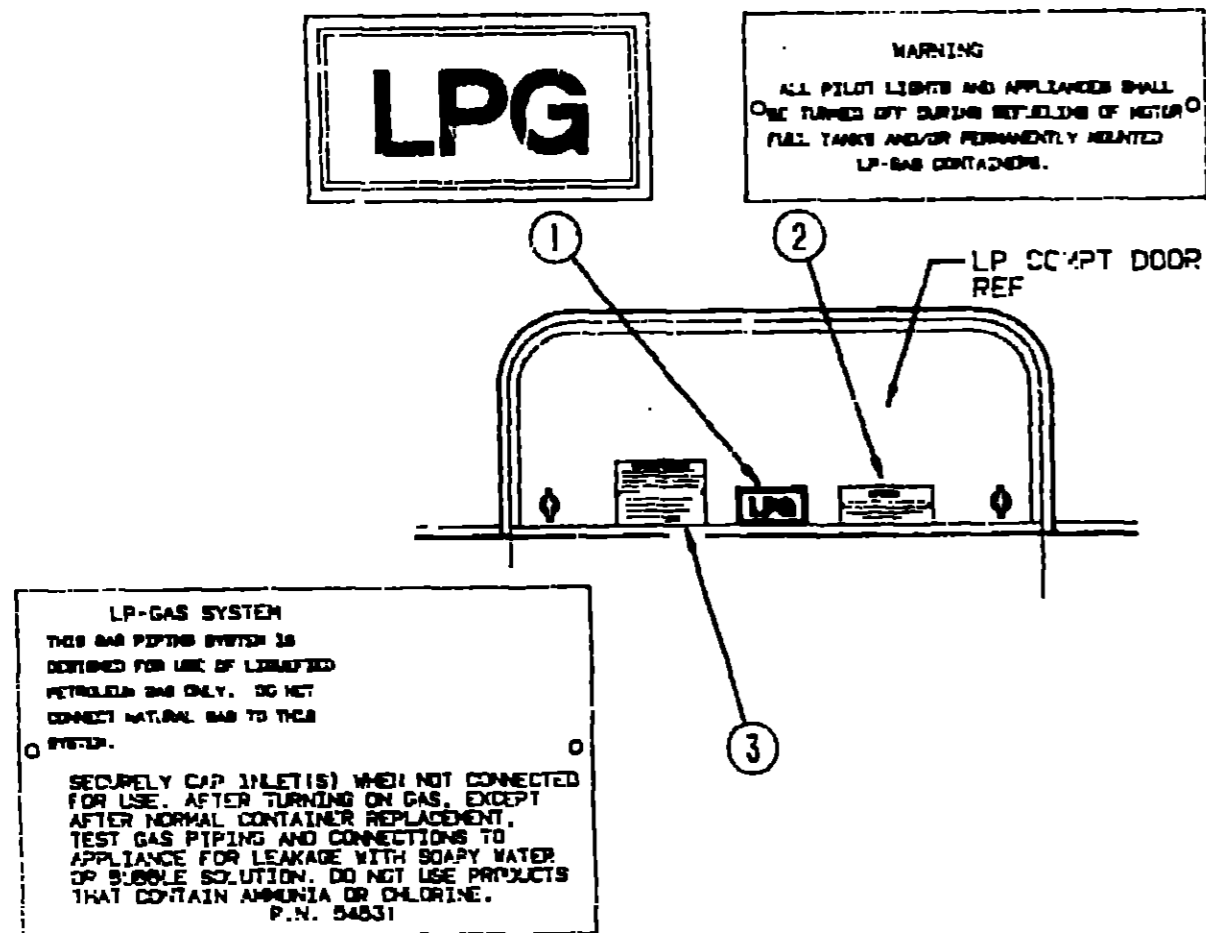 LPG
WARNING
ALL PILOT LIGHTS AND APPLIANCES SHALL
BE TURNED OFF DURING REFUELING OF MOTOR
FUEL TANKS AND/OR PERMANENTLY MOUNTED
LP-GAS CONTAINERS.
1
2
LP COMPT DOOR
REF
LPG
3
LP-GAS SYSTEM
THIS GAS PIPING SYSTEM IS
DESIGNED FOR USE OF LIQUEFIED
PETROLEUM GAS ONLY. DO NOT
CONNECT NATURAL GAS TO THIS
SYSTEM.
SECURELY CAP INLET(S) WHEN NOT CONNECTED
FOR USE. AFTER TURNING ON GAS, EXCEPT
AFTER NORMAL CONTAINER REPLACEMENT,
TEST GAS PIPING AND CONNECTIONS TO
APPLIANCE FOR LEAKAGE WITH SOAPY WATER
OR BUBBLE SOLUTION. DO NOT USE PRODUCTS
THAT CONTAIN AMMONIA OR CHLORINE.
P.N. 54531